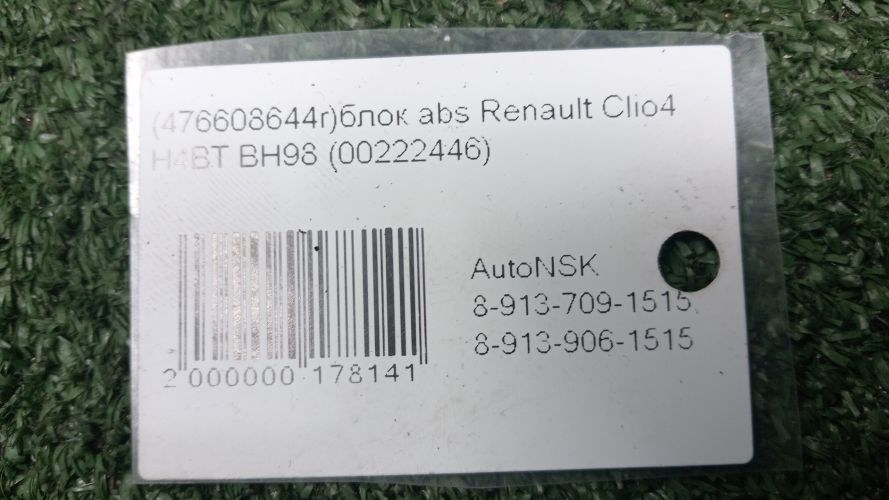 (476608644r)блок abs Renault Clio4
H4BT BH98 (00222446)
AutoNSK
8-913-709-1515
8-913-906-1515
2 000000 178141